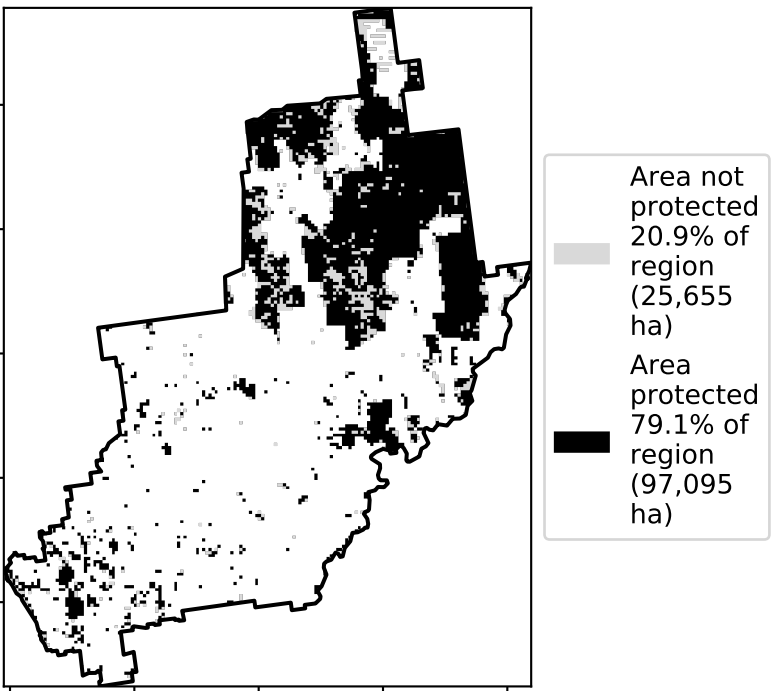 Area not
protected
20.9% of
region
(25,655
ha)
Area
protected
79.1% of
region
(97,095
ha)